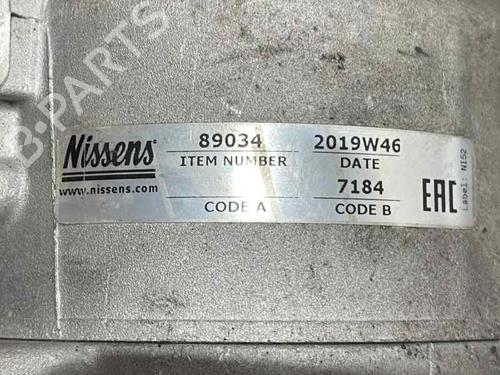 B-PARTS
Nissens
www.nissens.com
89034
ITEM NUMBER
CODE A
2019W46
DATE
7184
CODE B
EAC
Label: NI52